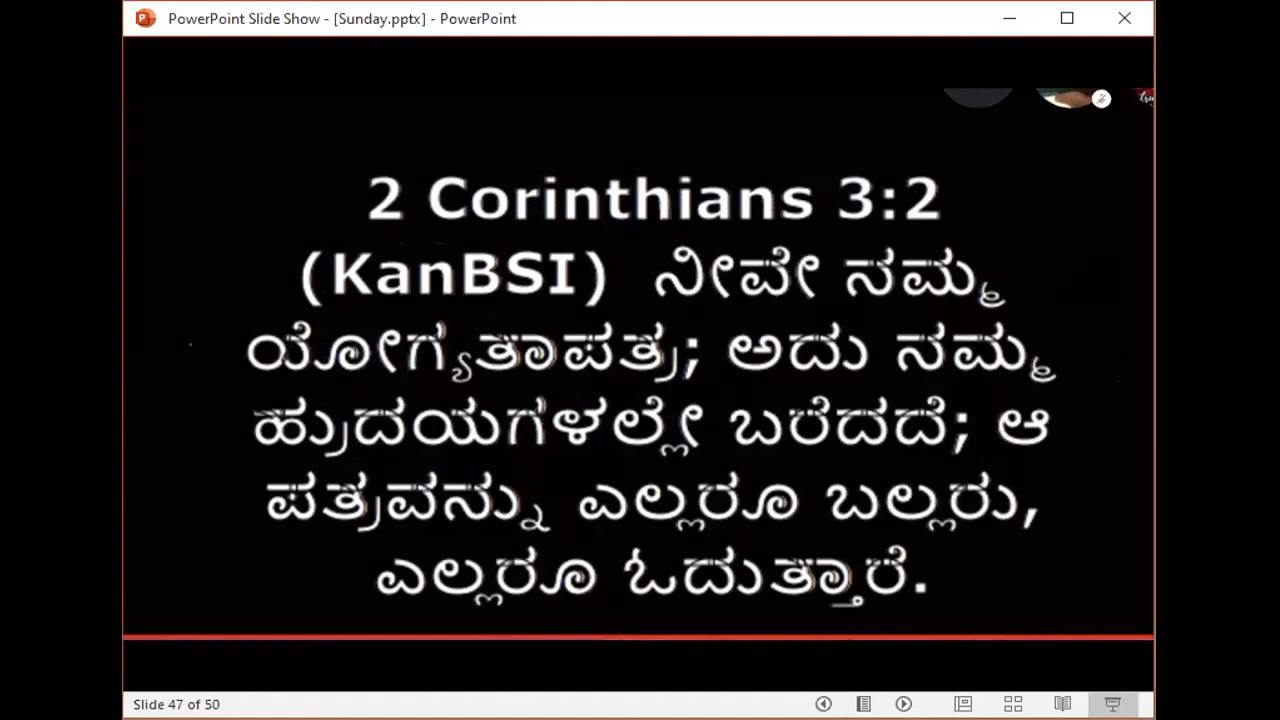 PowerPoint Slide Show - [Sunday.pptx] - PowerPoint
2 Corinthians 3:2
(KanBSI) ನೀವೇ ನಮ್ಮ
ಯೋಗ್ಯತಾಪತ್ರ; ಅದು ನಮ್ಮ
ಹ್ರುದಯಗಳಲ್ಲೇ ಬರೆದದೆ; ಆ
ಪತ್ರವನ್ನು ಎಲ್ಲರೂ ಬಲ್ಲರು,
ಎಲ್ಲರೂ ಓದುತ್ತಾರೆ.
Slide 47 of 50